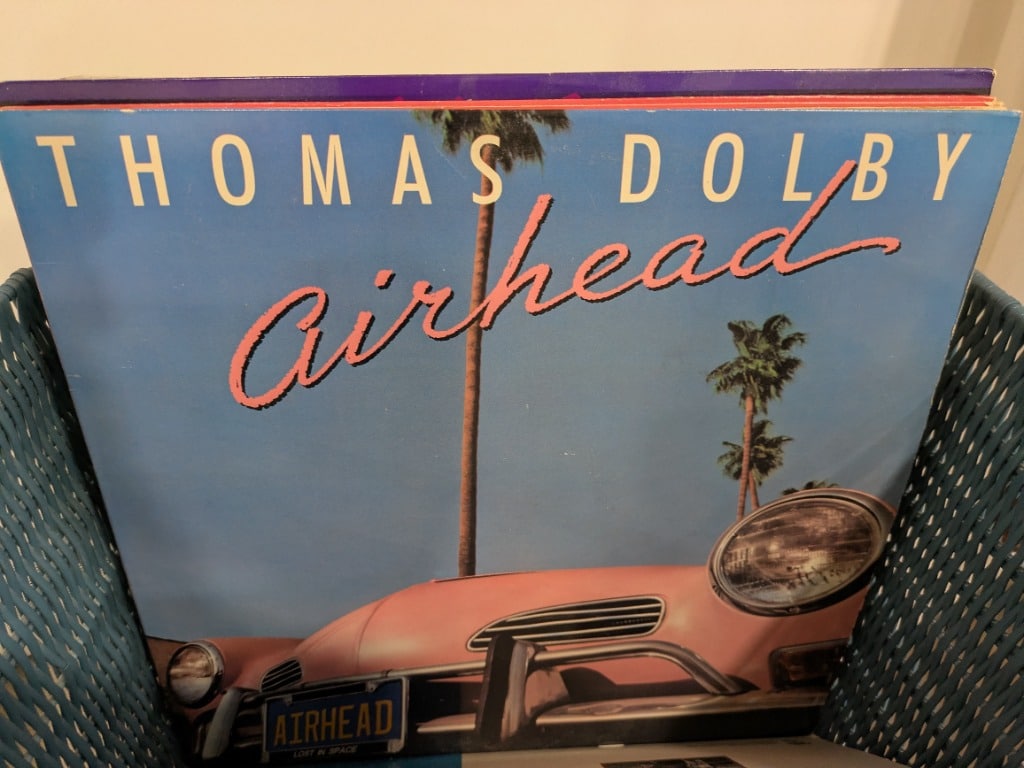 THOMAS DOLBY
Airhead
AIRHEAD
LOST IN SPACE